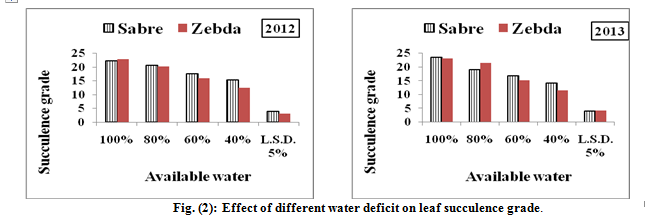 Sabre Zebda 2012
25
20
15
10
5
0
Succulence grade
100% 80% 60% 40% L.S.D. 5%
Available water
Sabre Zebda 2013
25
20
15
10
5
0
Succulence grade
100% 80% 60% 40% L.S.D. 5%
Available water
Fig. (2): Effect of different water deficit on leaf succulence grade.